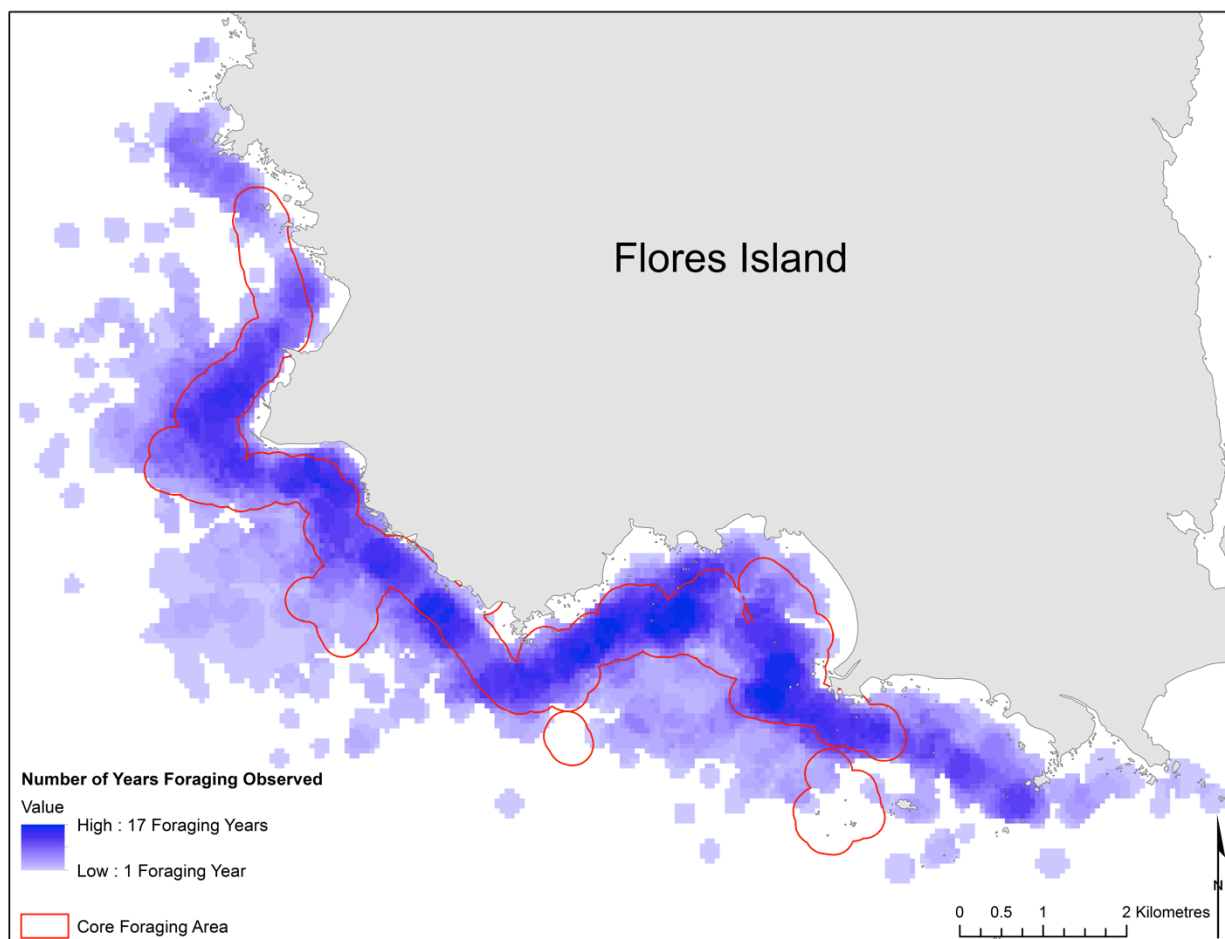 Flores Island
Number of Years Foraging Observed
Value
High : 17 Foraging Years
Low : 1 Foraging Year
Core Foraging Area
N
0 0.5 1 2 Kilometres